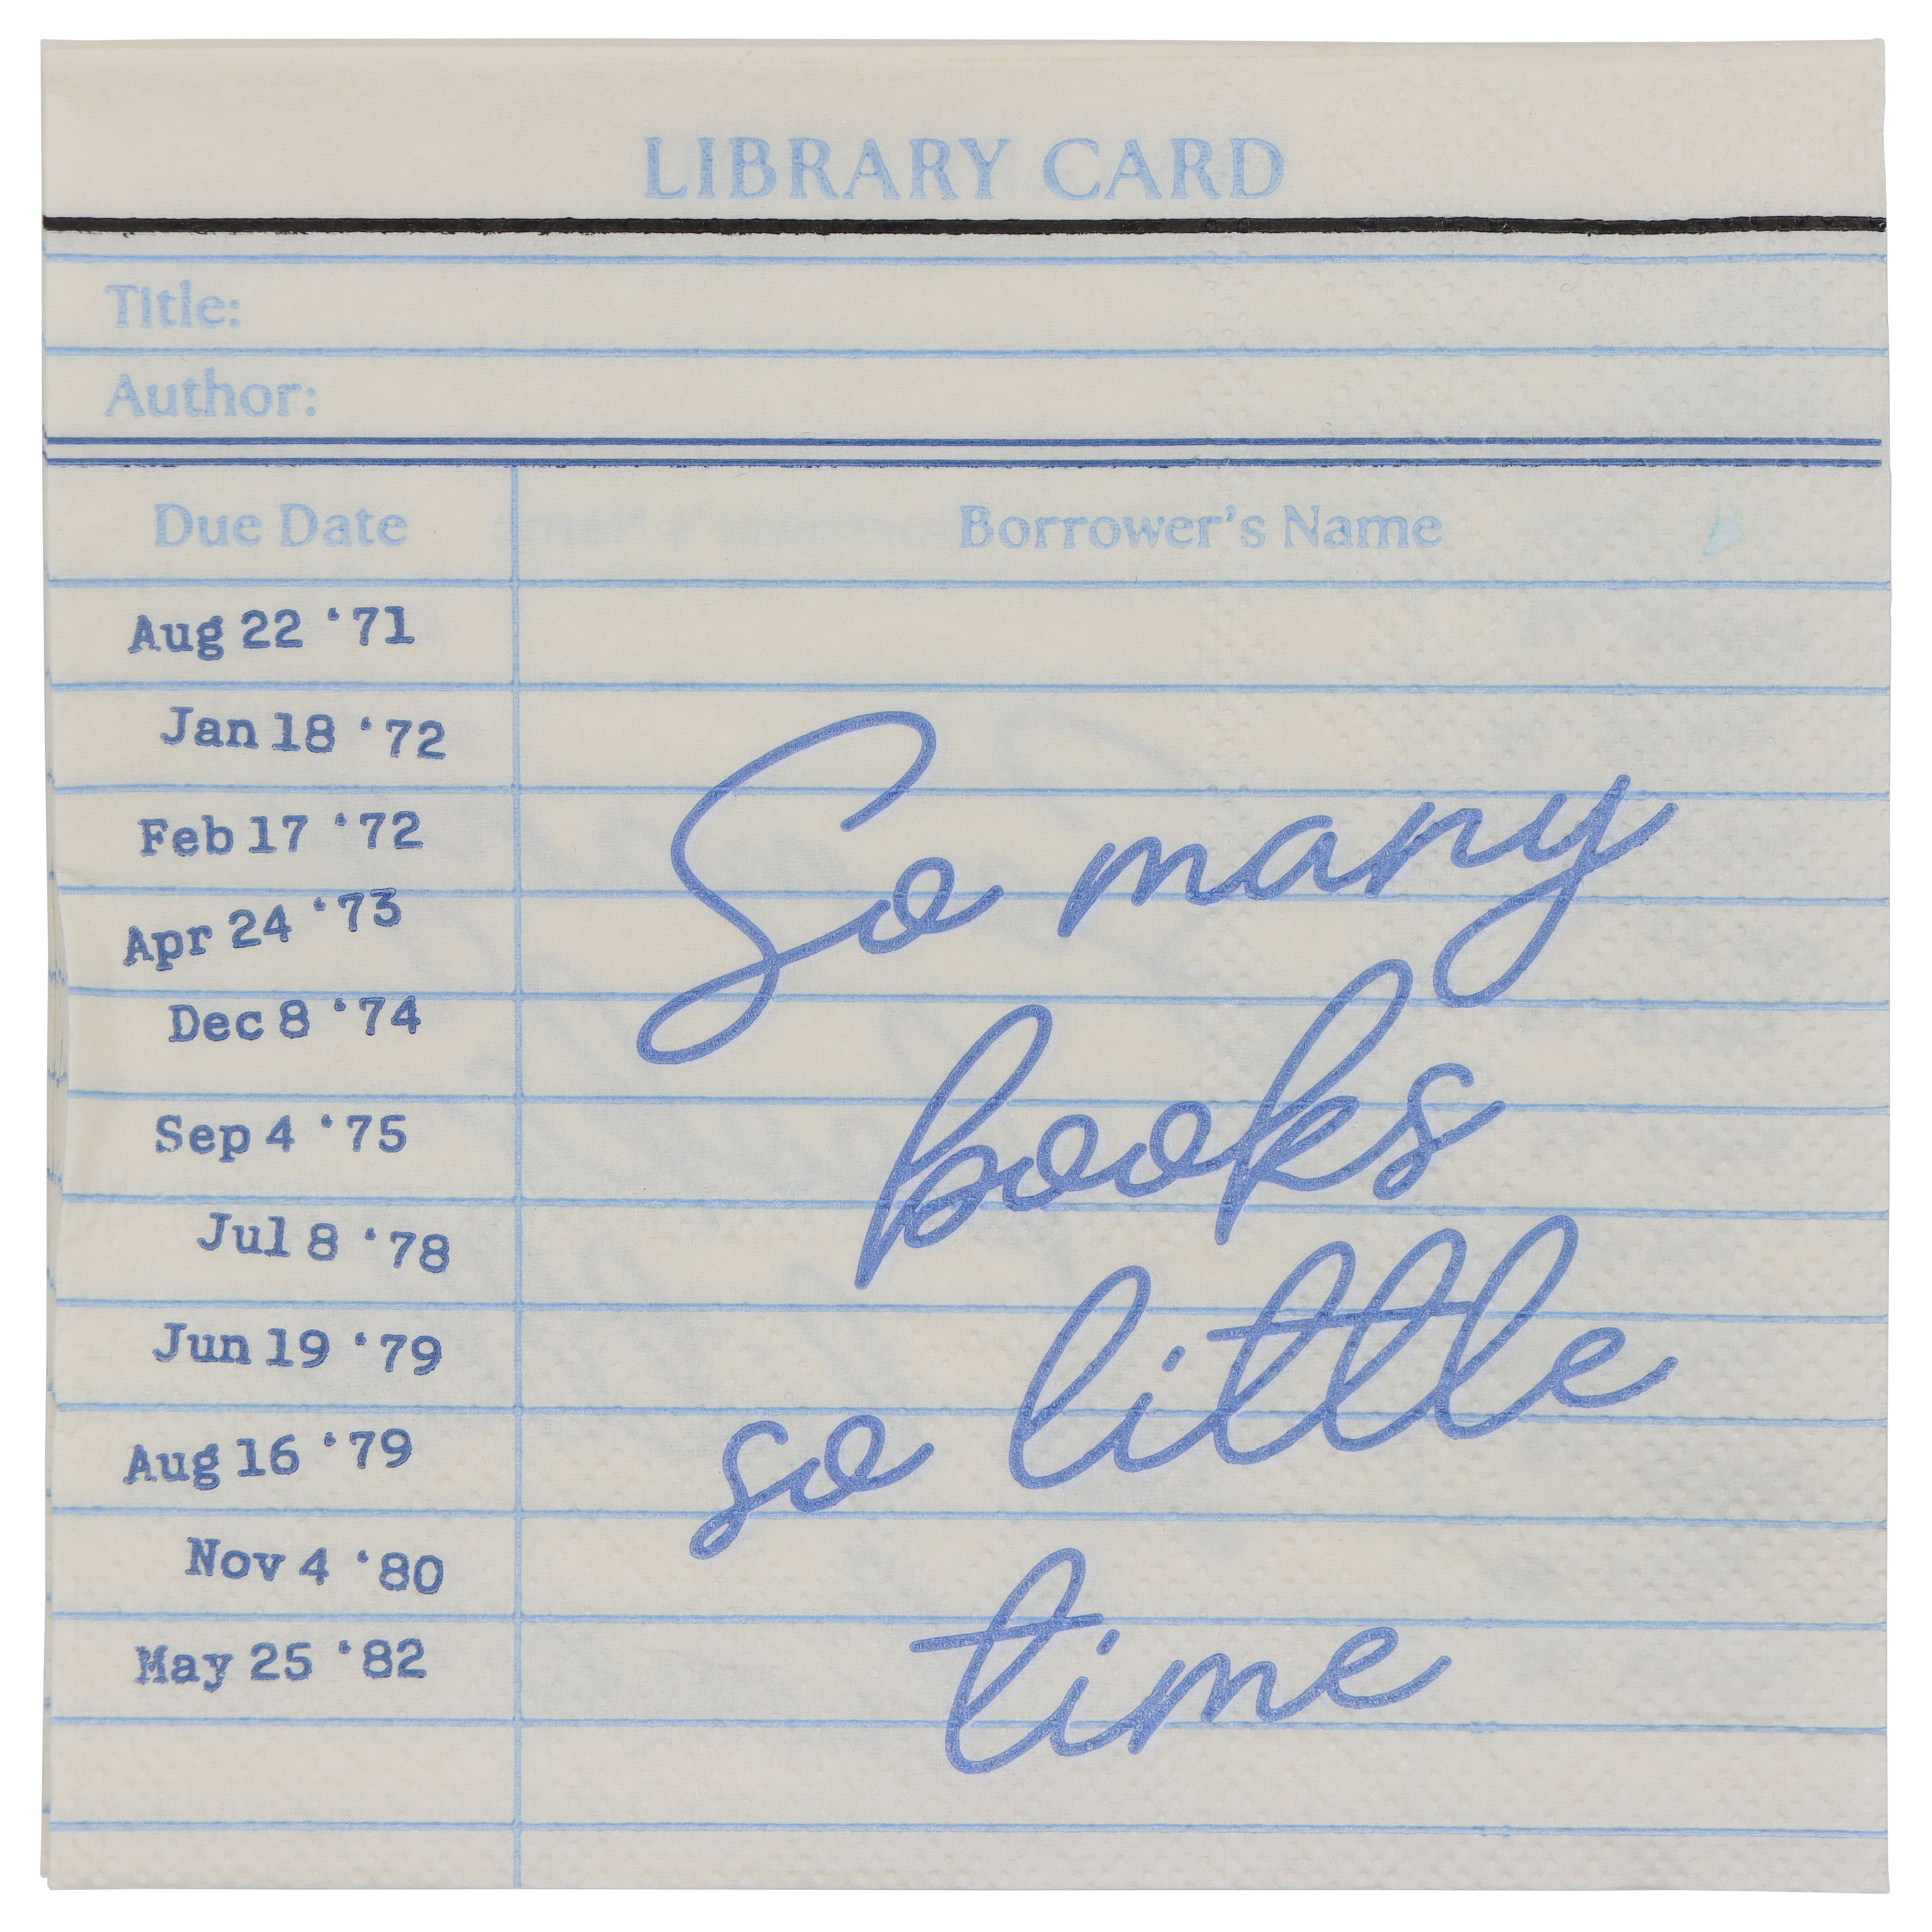 LIBRARY CARD
Title:
Author:
Due Date Borrower's Name
Aug 22 '71
Jan 18 '72
Feb 17 '72
Apr 24 '73
Dec 8 '74
Sep 4 '75
Jul 8 '78
Jun 19 '79
Aug 16 '79
Nov 4 '80
May 25 '82
So many
books
so little
time